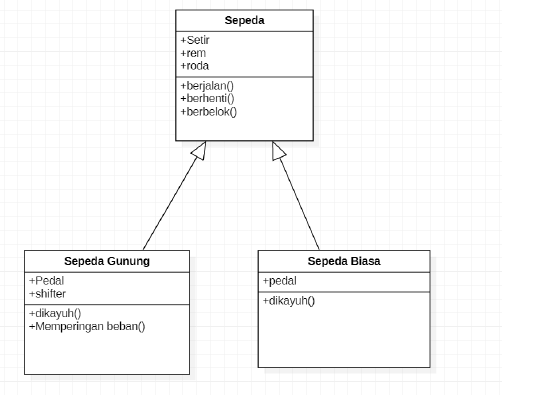 Sepeda
+Setir
+rem
+roda
+berjalan()
+berhenti()
+berbelok()
Sepeda Gunung
+Pedal
+shifter
+dikayuh()
+Memperingan beban()
Sepeda Biasa
+pedal
+dikayuh()